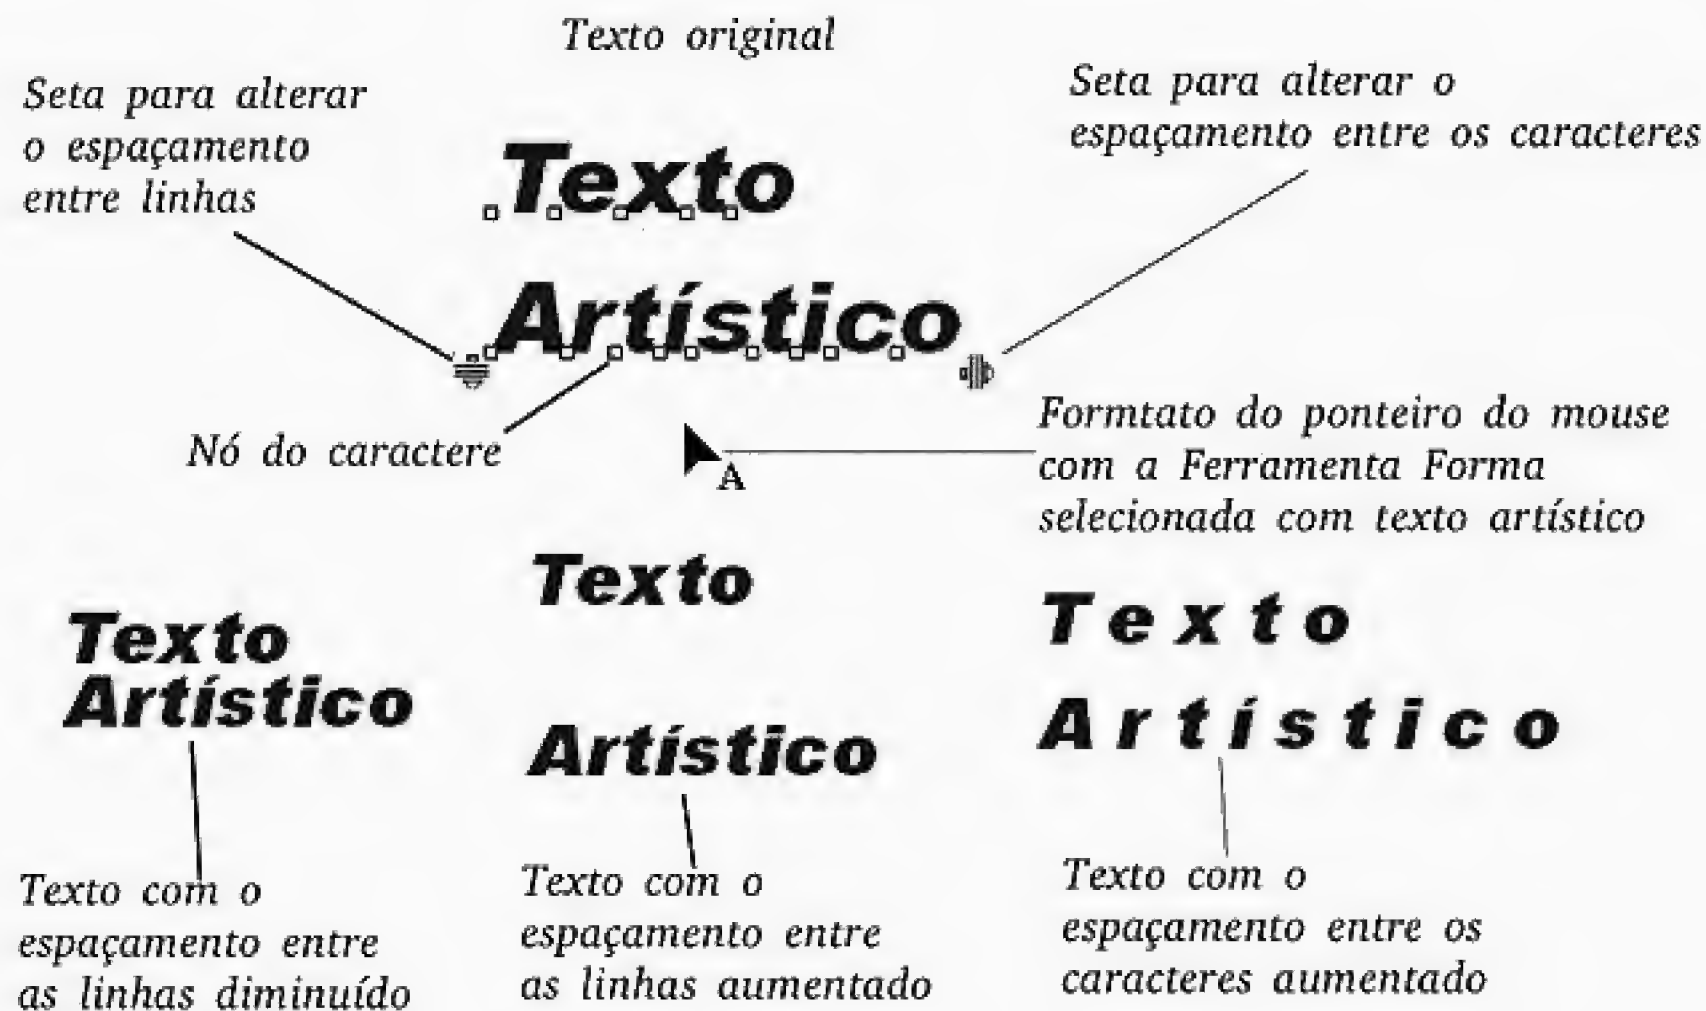 Texto original
Seta para alterar
o espaçamento
entre linhas
Seta para alterar o
espaçamento entre os caracteres
Texto
Artístico
Nó do caractere
A
Formtato do ponteiro do mouse
com a Ferramenta Forma
selecionada com texto artístico
Texto
Artístico
Texto com o
espaçamento entre
as linhas diminuído
Texto
Artístico
Texto com o
espaçamento entre
as linhas aumentado
Texto
Artístico
Texto com o
espaçamento entre os
caracteres aumentado